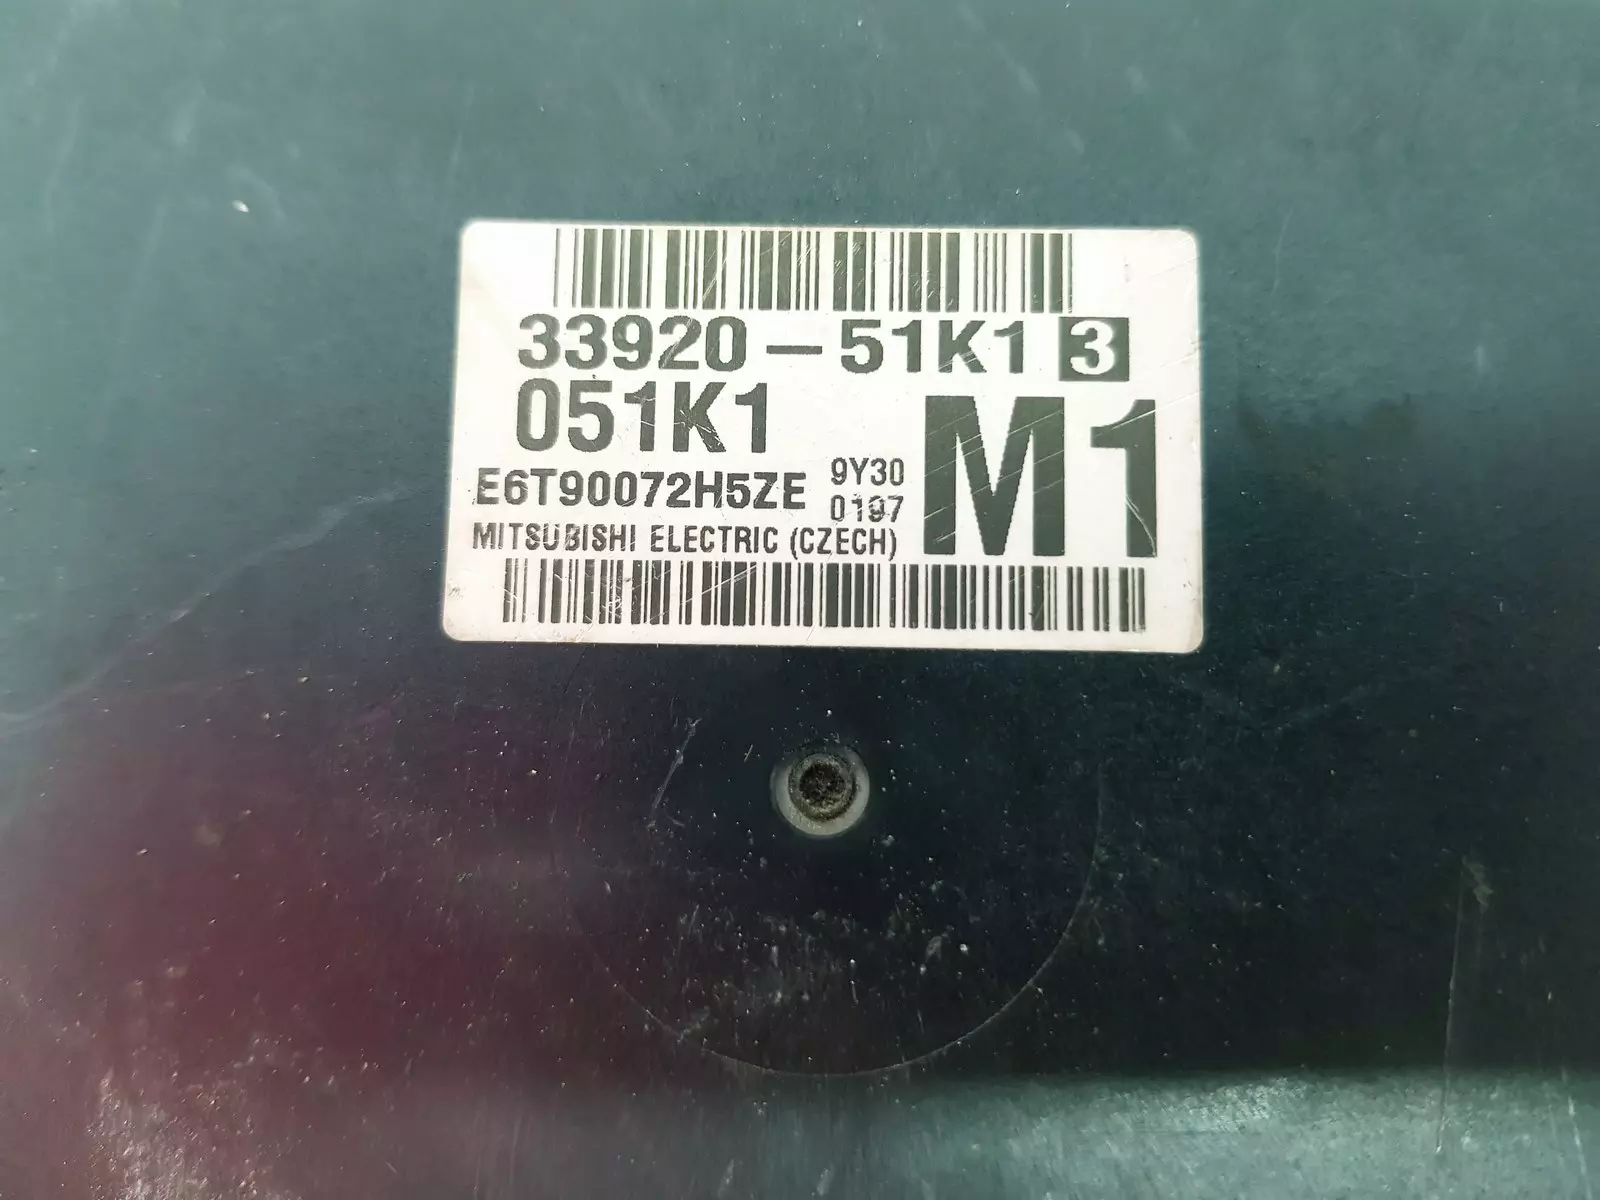 33920-51K1 3
051K1
M1
E6T90072H5ZE
9Y30
0197
MITSUBISHI ELECTRIC (CZECH)